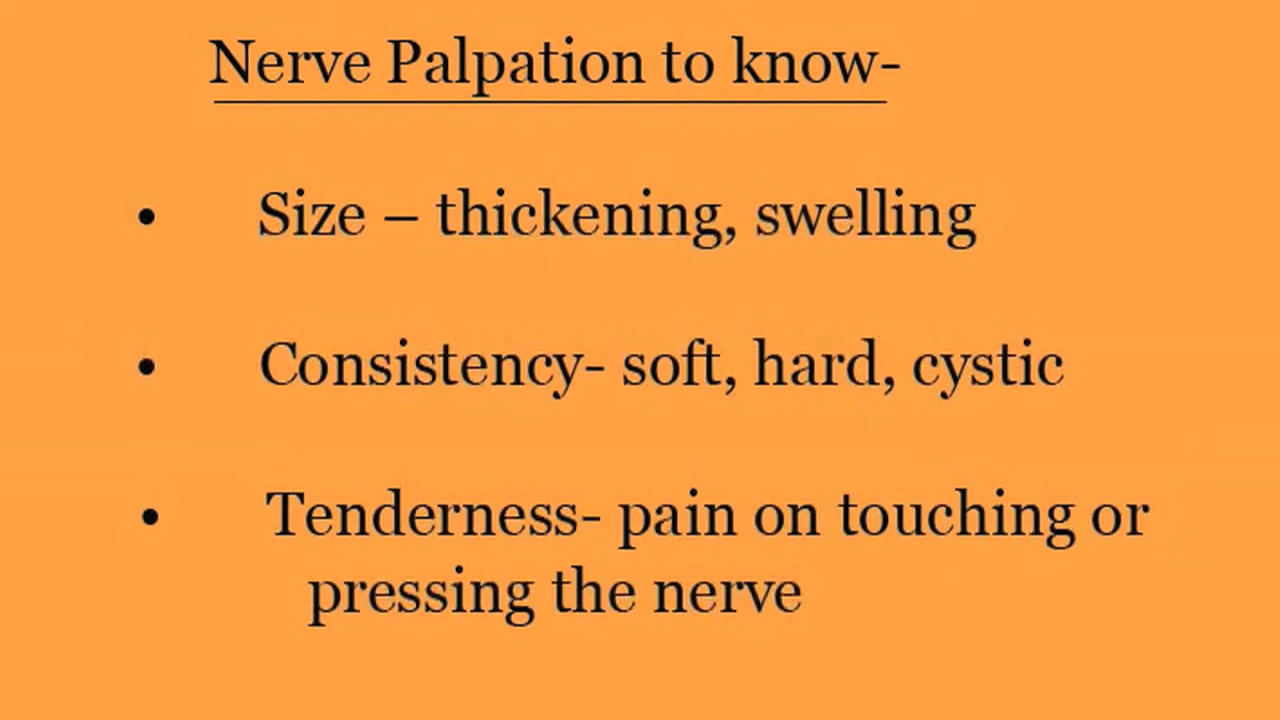 Nerve Palpation to know-
• Size – thickening, swelling
• Consistency- soft, hard, cystic
• Tenderness- pain on touching or
pressing the nerve